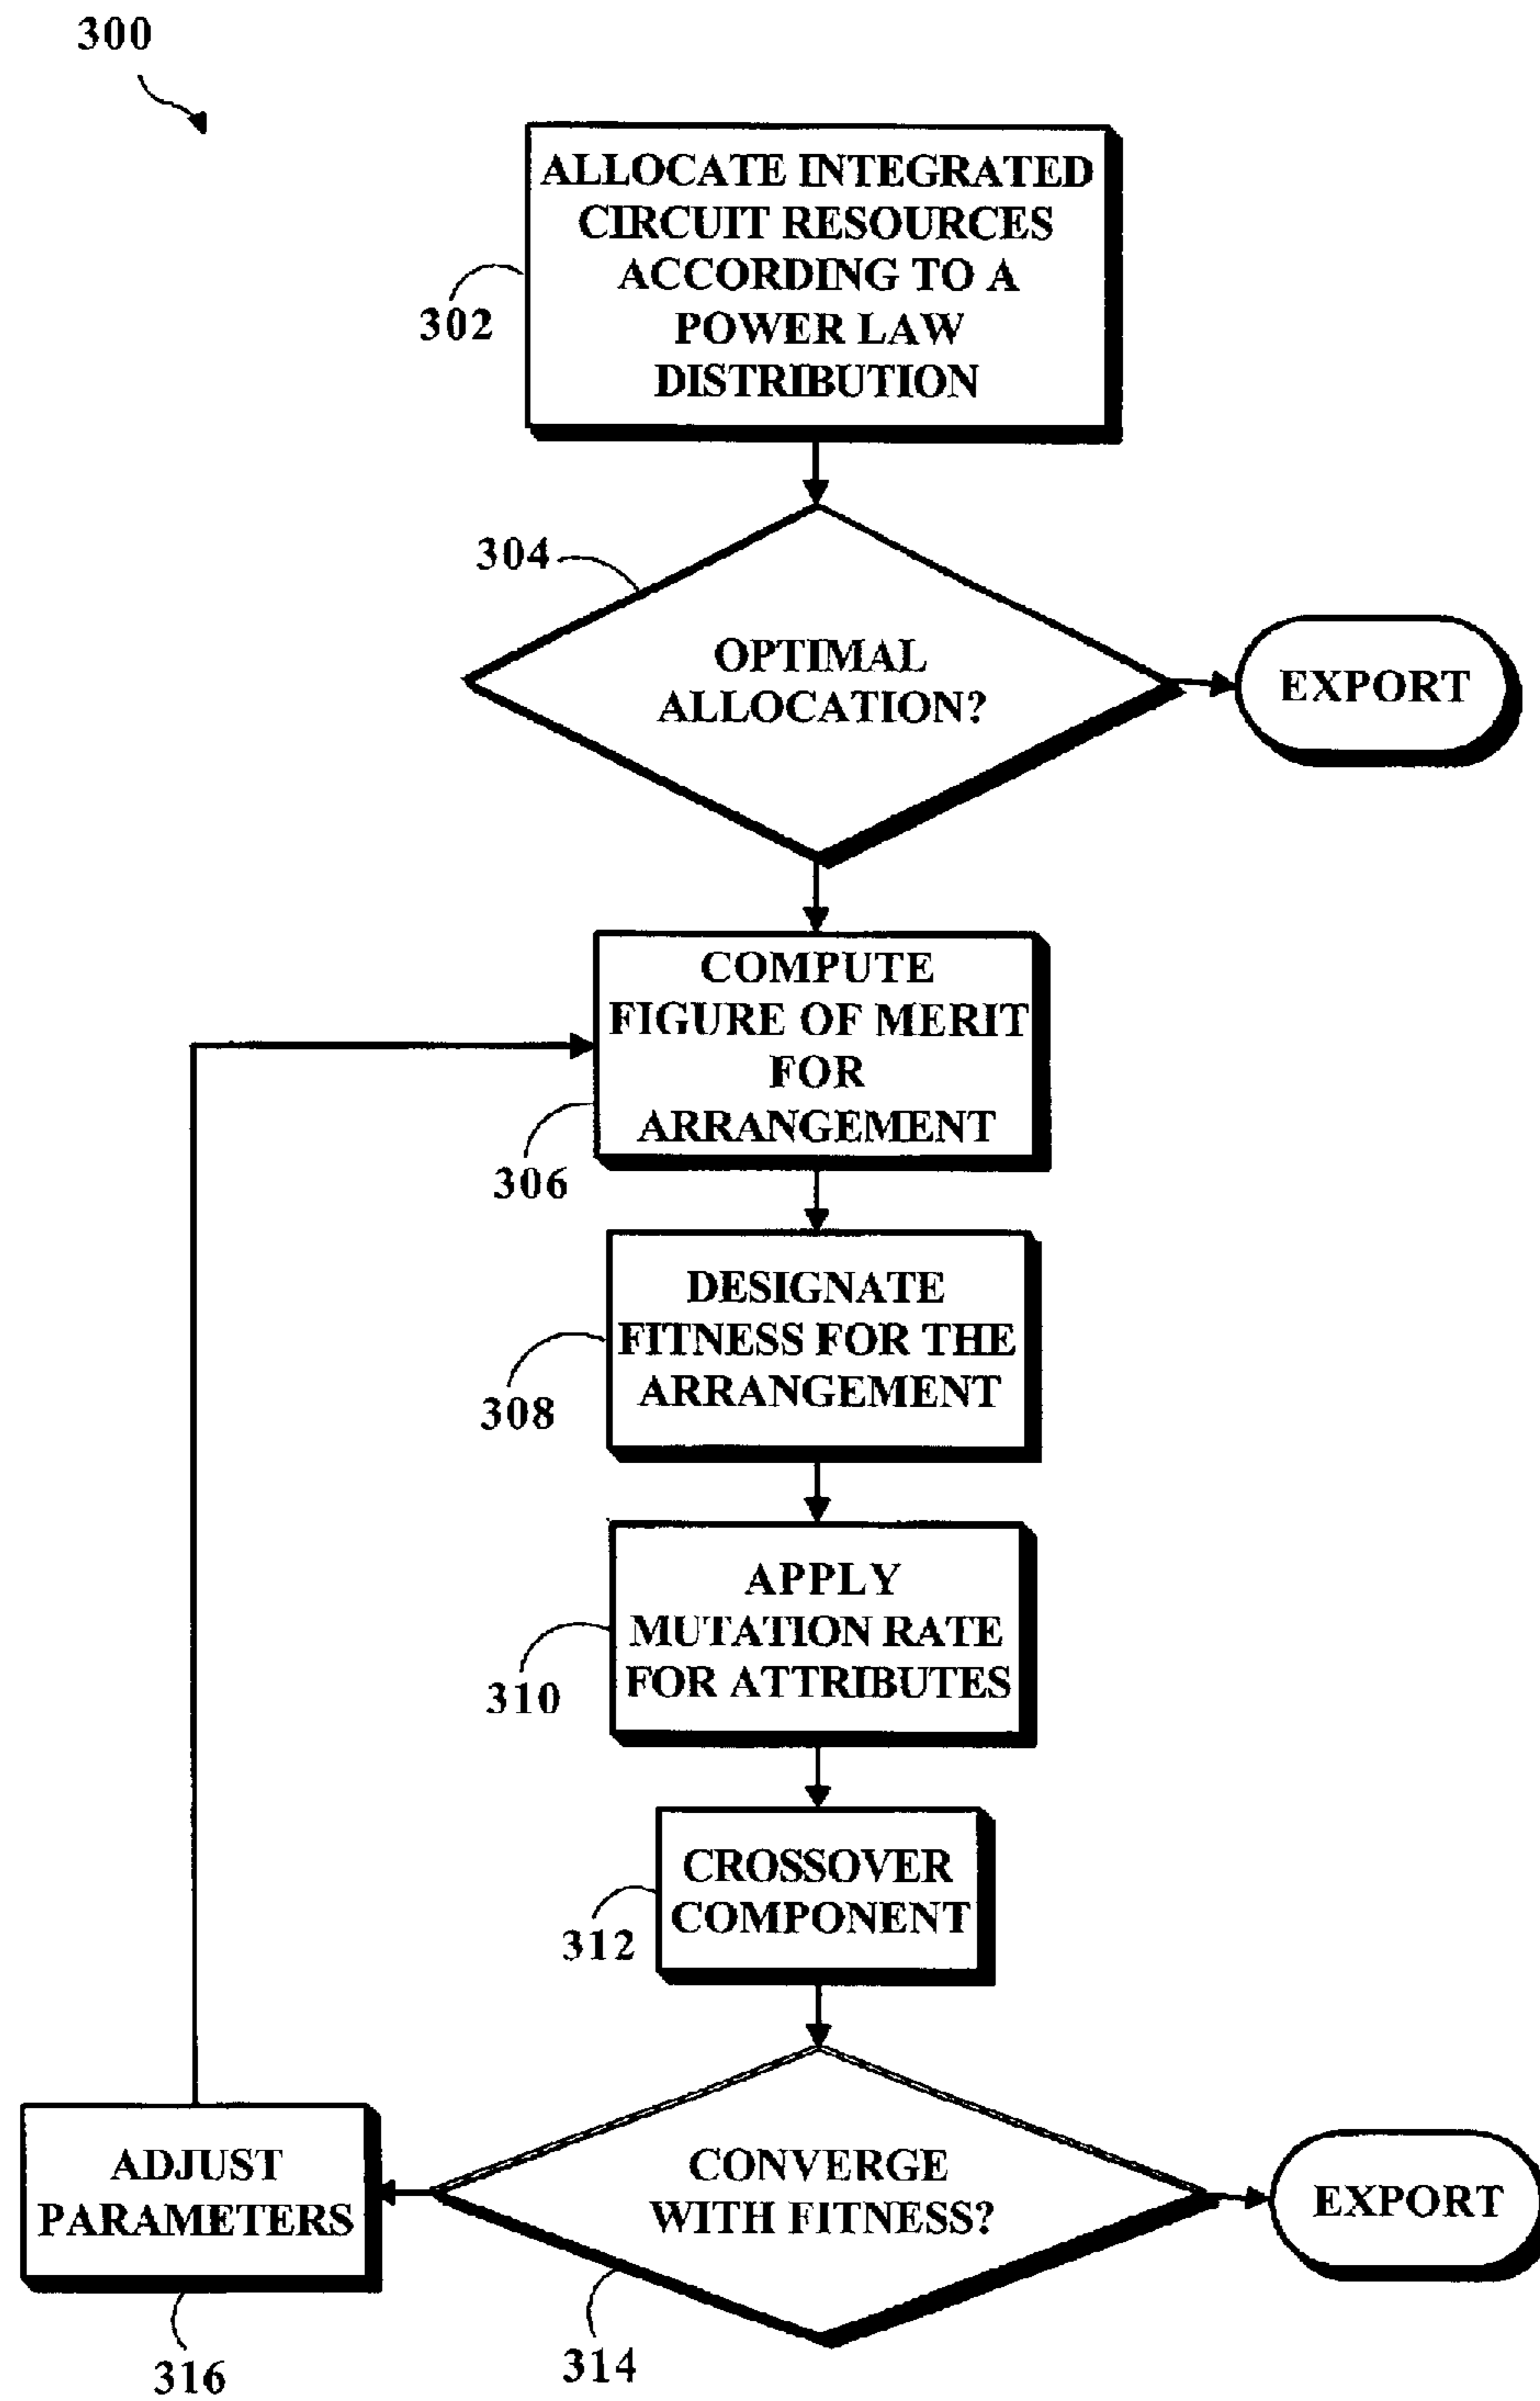 300
ALLOCATE INTEGRATED
CIRCUIT RESOURCES
ACCORDING TO A
POWER LAW
DISTRIBUTION
302
304
OPTIMAL
ALLOCATION?
EXPORT
COMPUTE
FIGURE OF MERIT
FOR
ARRANGEMENT
306
DESIGNATE
FITNESS FOR THE
ARRANGEMENT
308
APPLY
MUTATION RATE
FOR ATTRIBUTES
310
CROSSOVER
COMPONENT
312
ADJUST
PARAMETERS
316
CONVERGE
WITH FITNESS?
314
EXPORT